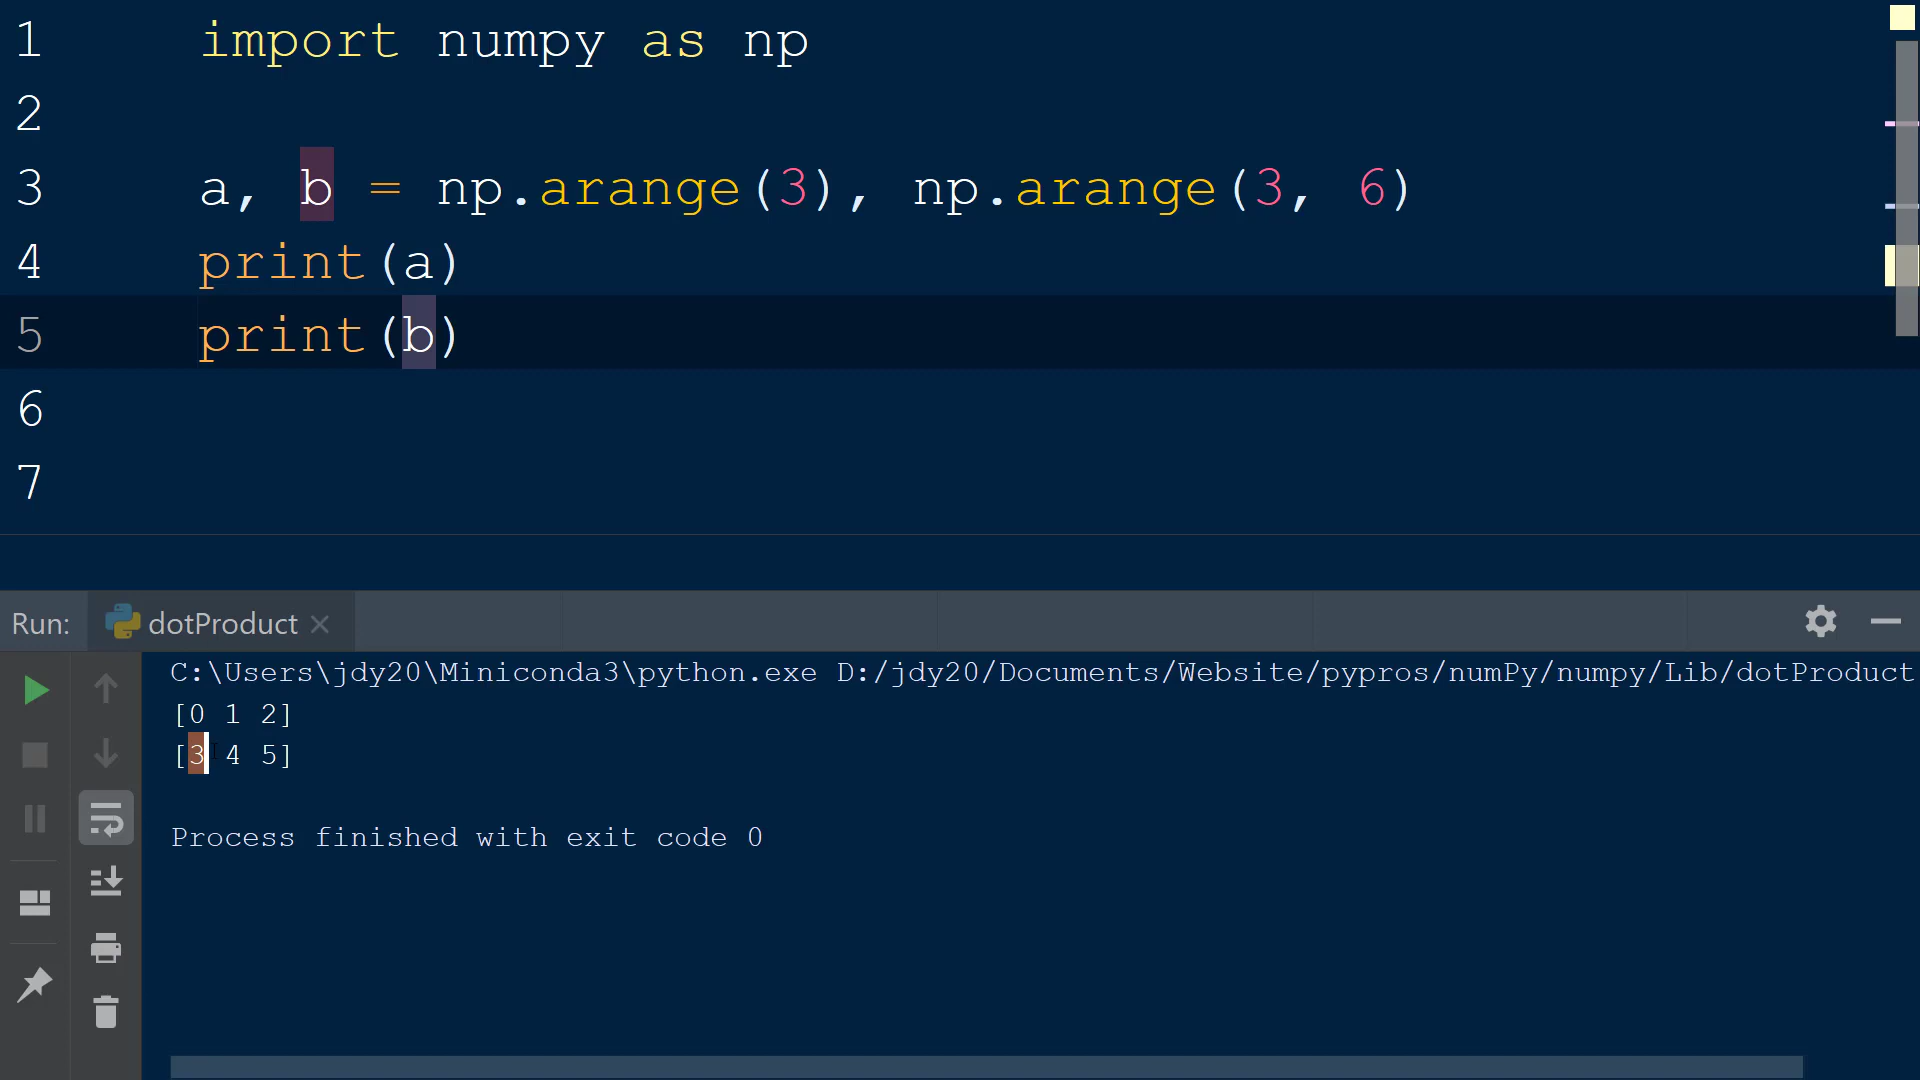 1 import numpy as np
2
3 a, b = np.arange(3), np.arange(3, 6)
4 print(a)
5 print(b)
6
7
Run: dotProduct
C:\Users\jdy20\Miniconda3\python.exe D:/jdy20/Documents/Website/pypros/numPy/numpy/Lib/dotProduct
[0 1 2]
[3 4 5]
Process finished with exit code 0